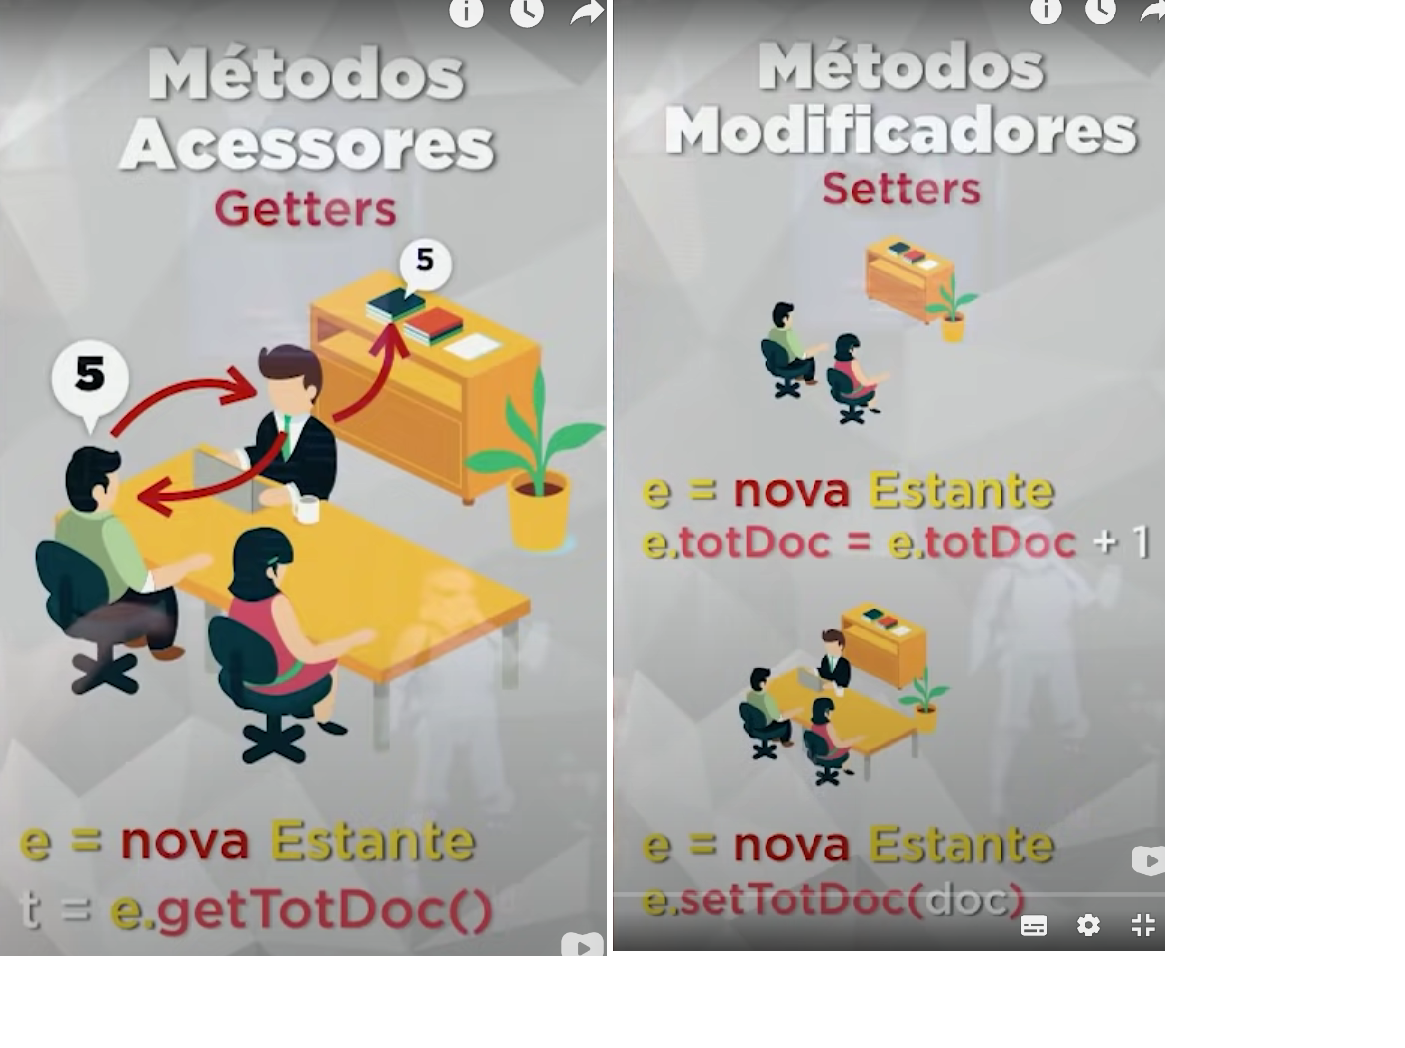 Métodos
Acessores
Getters
5
5
e = nova Estante
t = e.getTotDoc()
Métodos
Modificadores
Setters
e = nova Estante
e.totDoc = e.totDoc + 1
e = nova Estante
e.setTotDoc(doc)